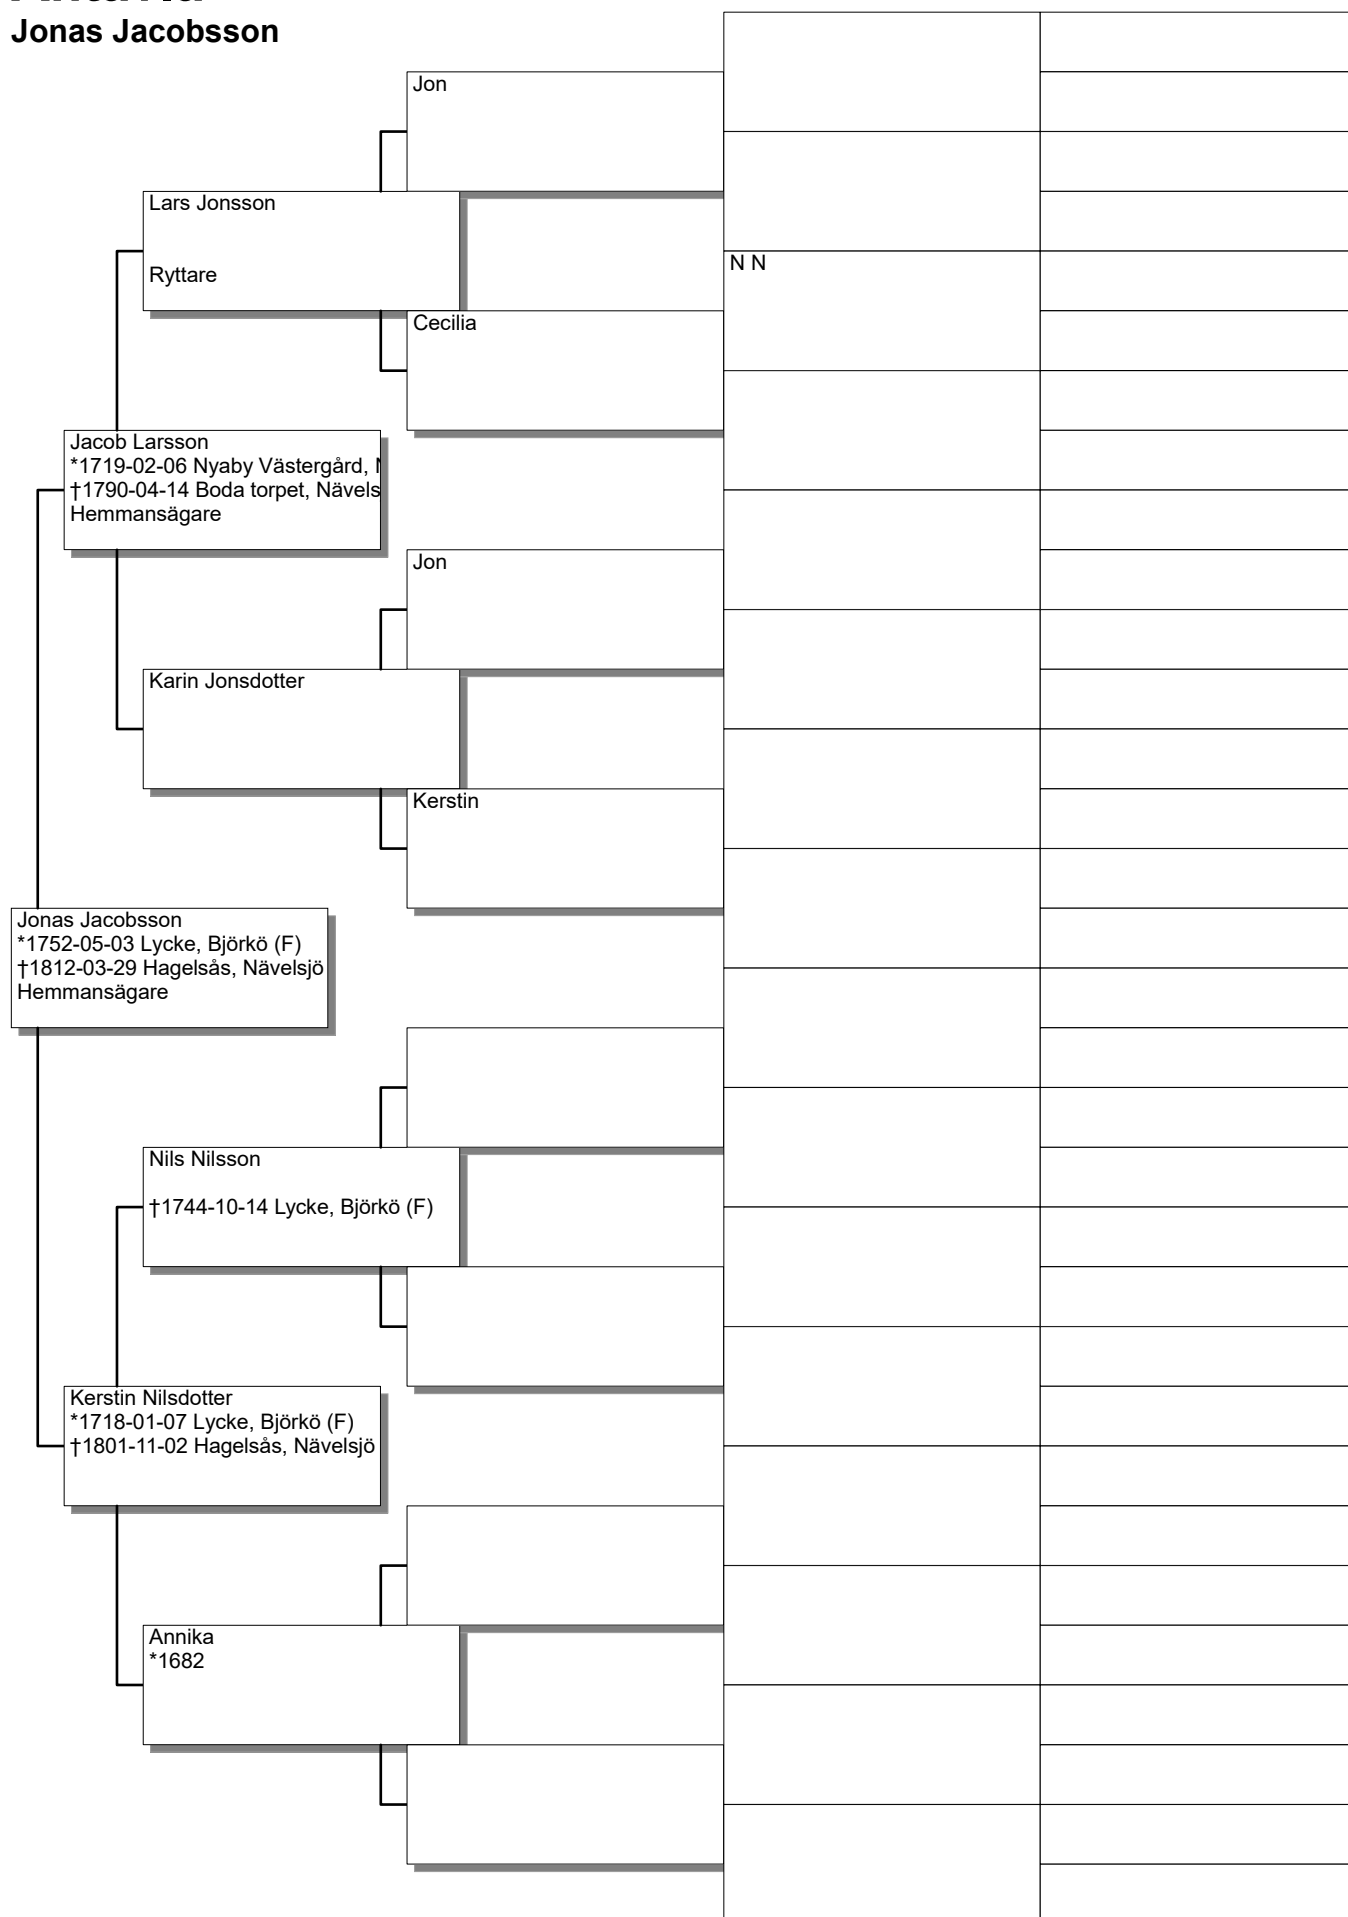 Jonas Jacobsson
Jon
Lars Jonsson
Ryttare
N N
Cecilia
Jacob Larsson
*1719-02-06 Nyaby Västergård,
†1790-04-14 Boda torpet, Nävels
Hemmansägare
Jon
Karin Jonsdotter
Kerstin
Jonas Jacobsson
*1752-05-03 Lycke, Björkö (F)
†1812-03-29 Hagelsås, Nävelsjö
Hemmansägare
Nils Nilsson
†1744-10-14 Lycke, Björkö (F)
Kerstin Nilsdotter
*1718-01-07 Lycke, Björkö (F)
†1801-11-02 Hagelsås, Nävelsjö
Annika
*1682